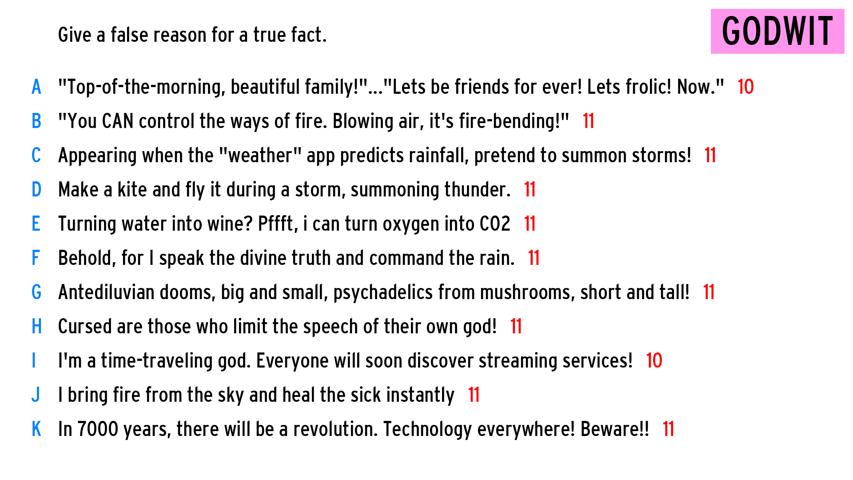 Give a false reason for a true fact.
GODWIT
A "Top-of-the-morning, beautiful family!"..."Lets be friends for ever! Lets frolic! Now." 10
B "You CAN control the ways of fire. Blowing air, it's fire-bending!" 11
C Appearing when the "weather" app predicts rainfall, pretend to summon storms! 11
D Make a kite and fly it during a storm, summoning thunder. 11
E Turning water into wine? Pffft, i can turn oxygen into CO2 11
F Behold, for I speak the divine truth and command the rain. 11
G Antediluvian dooms, big and small, psychadelics from mushrooms, short and tall! 11
H Cursed are those who limit the speech of their own god! 11
I I'm a time-traveling god. Everyone will soon discover streaming services! 10
J I bring fire from the sky and heal the sick instantly 11
K In 7000 years, there will be a revolution. Technology everywhere! Beware!! 11